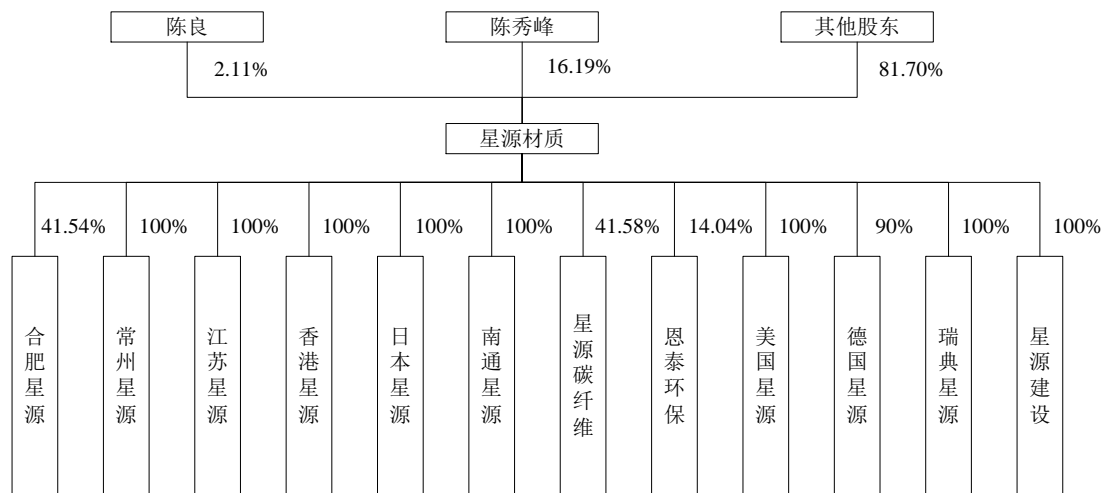 陈良
陈秀峰
其他股东
2.11%
16.19%
81.70%
星源材质
41.54%
100%
100%
100%
100%
100%
41.58%
14.04%
100%
90%
100%
100%
合肥星源
常州星源
江苏星源
香港星源
日本星源
南通星源
星源碳纤维
恩泰环保
美国星源
德国星源
瑞典星源
星源建设